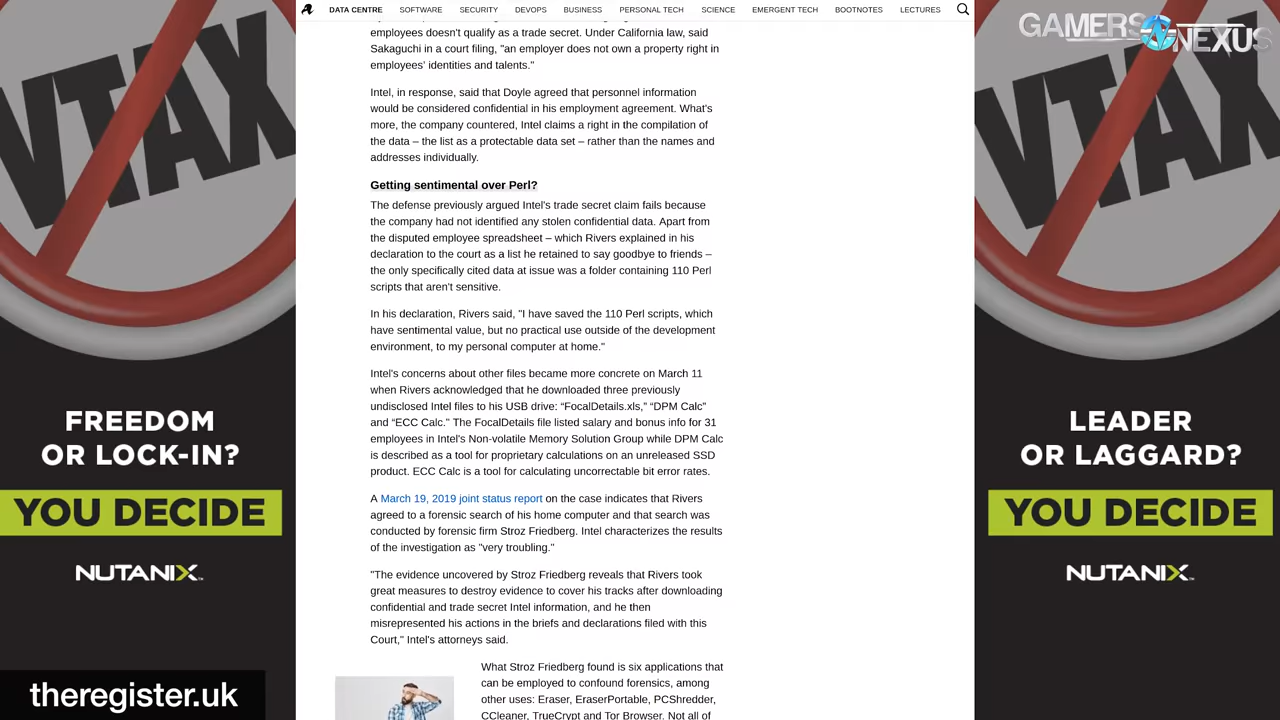 DATA CENTRE SOFTWARE SECURITY DEVOPS BUSINESS PERSONAL TECH SCIENCE EMERGENT TECH BOOTNOTES LECTURES
GAMERS NEXUS
employees doesn't qualify as a trade secret. Under California law, said
Sakaguchi in a court filing, "an employer does not own a property right in
employees' identities and talents."
Intel, in response, said that Doyle agreed that personnel information
would be considered confidential in his employment agreement. What's
more, the company countered, Intel claims a right in the compilation of
the data – the list as a protectable data set – rather than the names and
addresses individually.
Getting sentimental over Perl?
The defense previously argued Intel's trade secret claim fails because
the company had not identified any stolen confidential data. Apart from
the disputed employee spreadsheet – which Rivers explained in his
declaration to the court as a list he retained to say goodbye to friends –
the only specifically cited data at issue was a folder containing 110 Perl
scripts that aren't sensitive.
In his declaration, Rivers said, "I have saved the 110 Perl scripts, which
have sentimental value, but no practical use outside of the development
environment, to my personal computer at home."
Intel's concerns about other files became more concrete on March 11
when Rivers acknowledged that he downloaded three previously
undisclosed Intel files to his USB drive: “FocalDetails.xls,” “DPM Calc”
and “ECC Calc." The FocalDetails file listed salary and bonus info for 31
employees in Intel's Non-volatile Memory Solution Group while DPM Calc
is described as a tool for proprietary calculations on an unreleased SSD
product. ECC Calc is a tool for calculating uncorrectable bit error rates.
A March 19, 2019 joint status report on the case indicates that Rivers
agreed to a forensic search of his home computer and that search was
conducted by forensic firm Stroz Friedberg. Intel characterizes the results
of the investigation as "very troubling."
"The evidence uncovered by Stroz Friedberg reveals that Rivers took
great measures to destroy evidence to cover his tracks after downloading
confidential and trade secret Intel information, and he then
misrepresented his actions in the briefs and declarations filed with this
Court," Intel's attorneys said.
What Stroz Friedberg found is six applications that
can be employed to confound forensics, among
other uses: Eraser, EraserPortable, PCShredder,
CCleaner, TrueCrypt and Tor Browser. Not all of
VTAX
FREEDOM
OR LOCK-IN?
YOU DECIDE
NUTANIX
theregister.uk
VTAX
LEADER
OR LAGGARD?
YOU DECIDE
NUTANIX